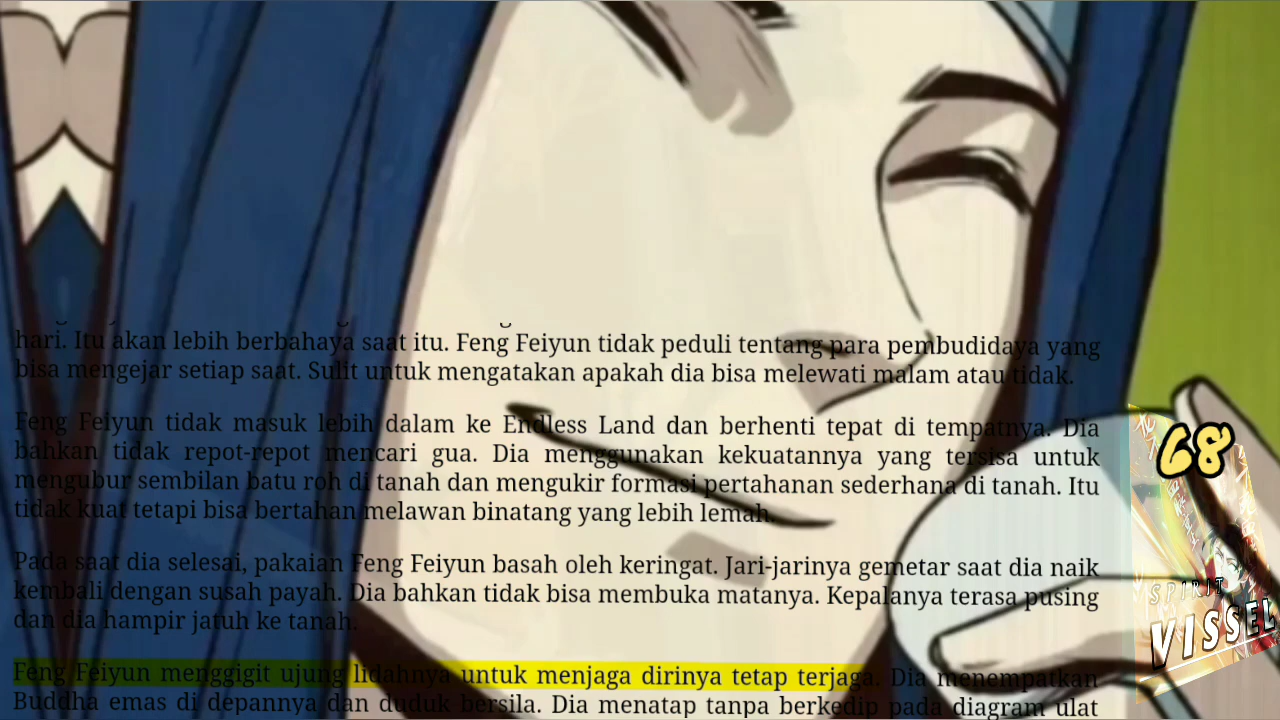 hari. Itu akan lebih berbahaya saat itu. Feng Feiyun tidak peduli tentang para pembudidaya yang
bisa mengejar setiap saat. Sulit untuk mengatakan apakah dia bisa melewati malam atau tidak.
Feng Feiyun tidak masuk lebih dalam ke Endless Land dan berhenti tepat di tempatnya. Dia
bahkan tidak repot-repot mencari gua. Dia menggunakan kekuatannya yang tersisa untuk
mengubur sembilan batu roh di tanah dan mengukir formasi pertahanan sederhana di tanah. Itu
tidak kuat tetapi bisa bertahan melawan binatang yang lebih lemah.
Pada saat dia selesai, pakaian Feng Feiyun basah oleh keringat. Jari-jarinya gemetar saat dia naik
kembali dengan susah payah. Dia bahkan tidak bisa membuka matanya. Kepalanya terasa pusing
dan dia hampir jatuh ke tanah.
Feng Feiyun menggigit ujung lidahnya untuk menjaga dirinya tetap terjaga. Dia menempatkan
Buddha emas di depannya dan duduk bersila. Dia menatap tanpa berkedip pada diagram ulat
68
SPIRIT
VISSEL